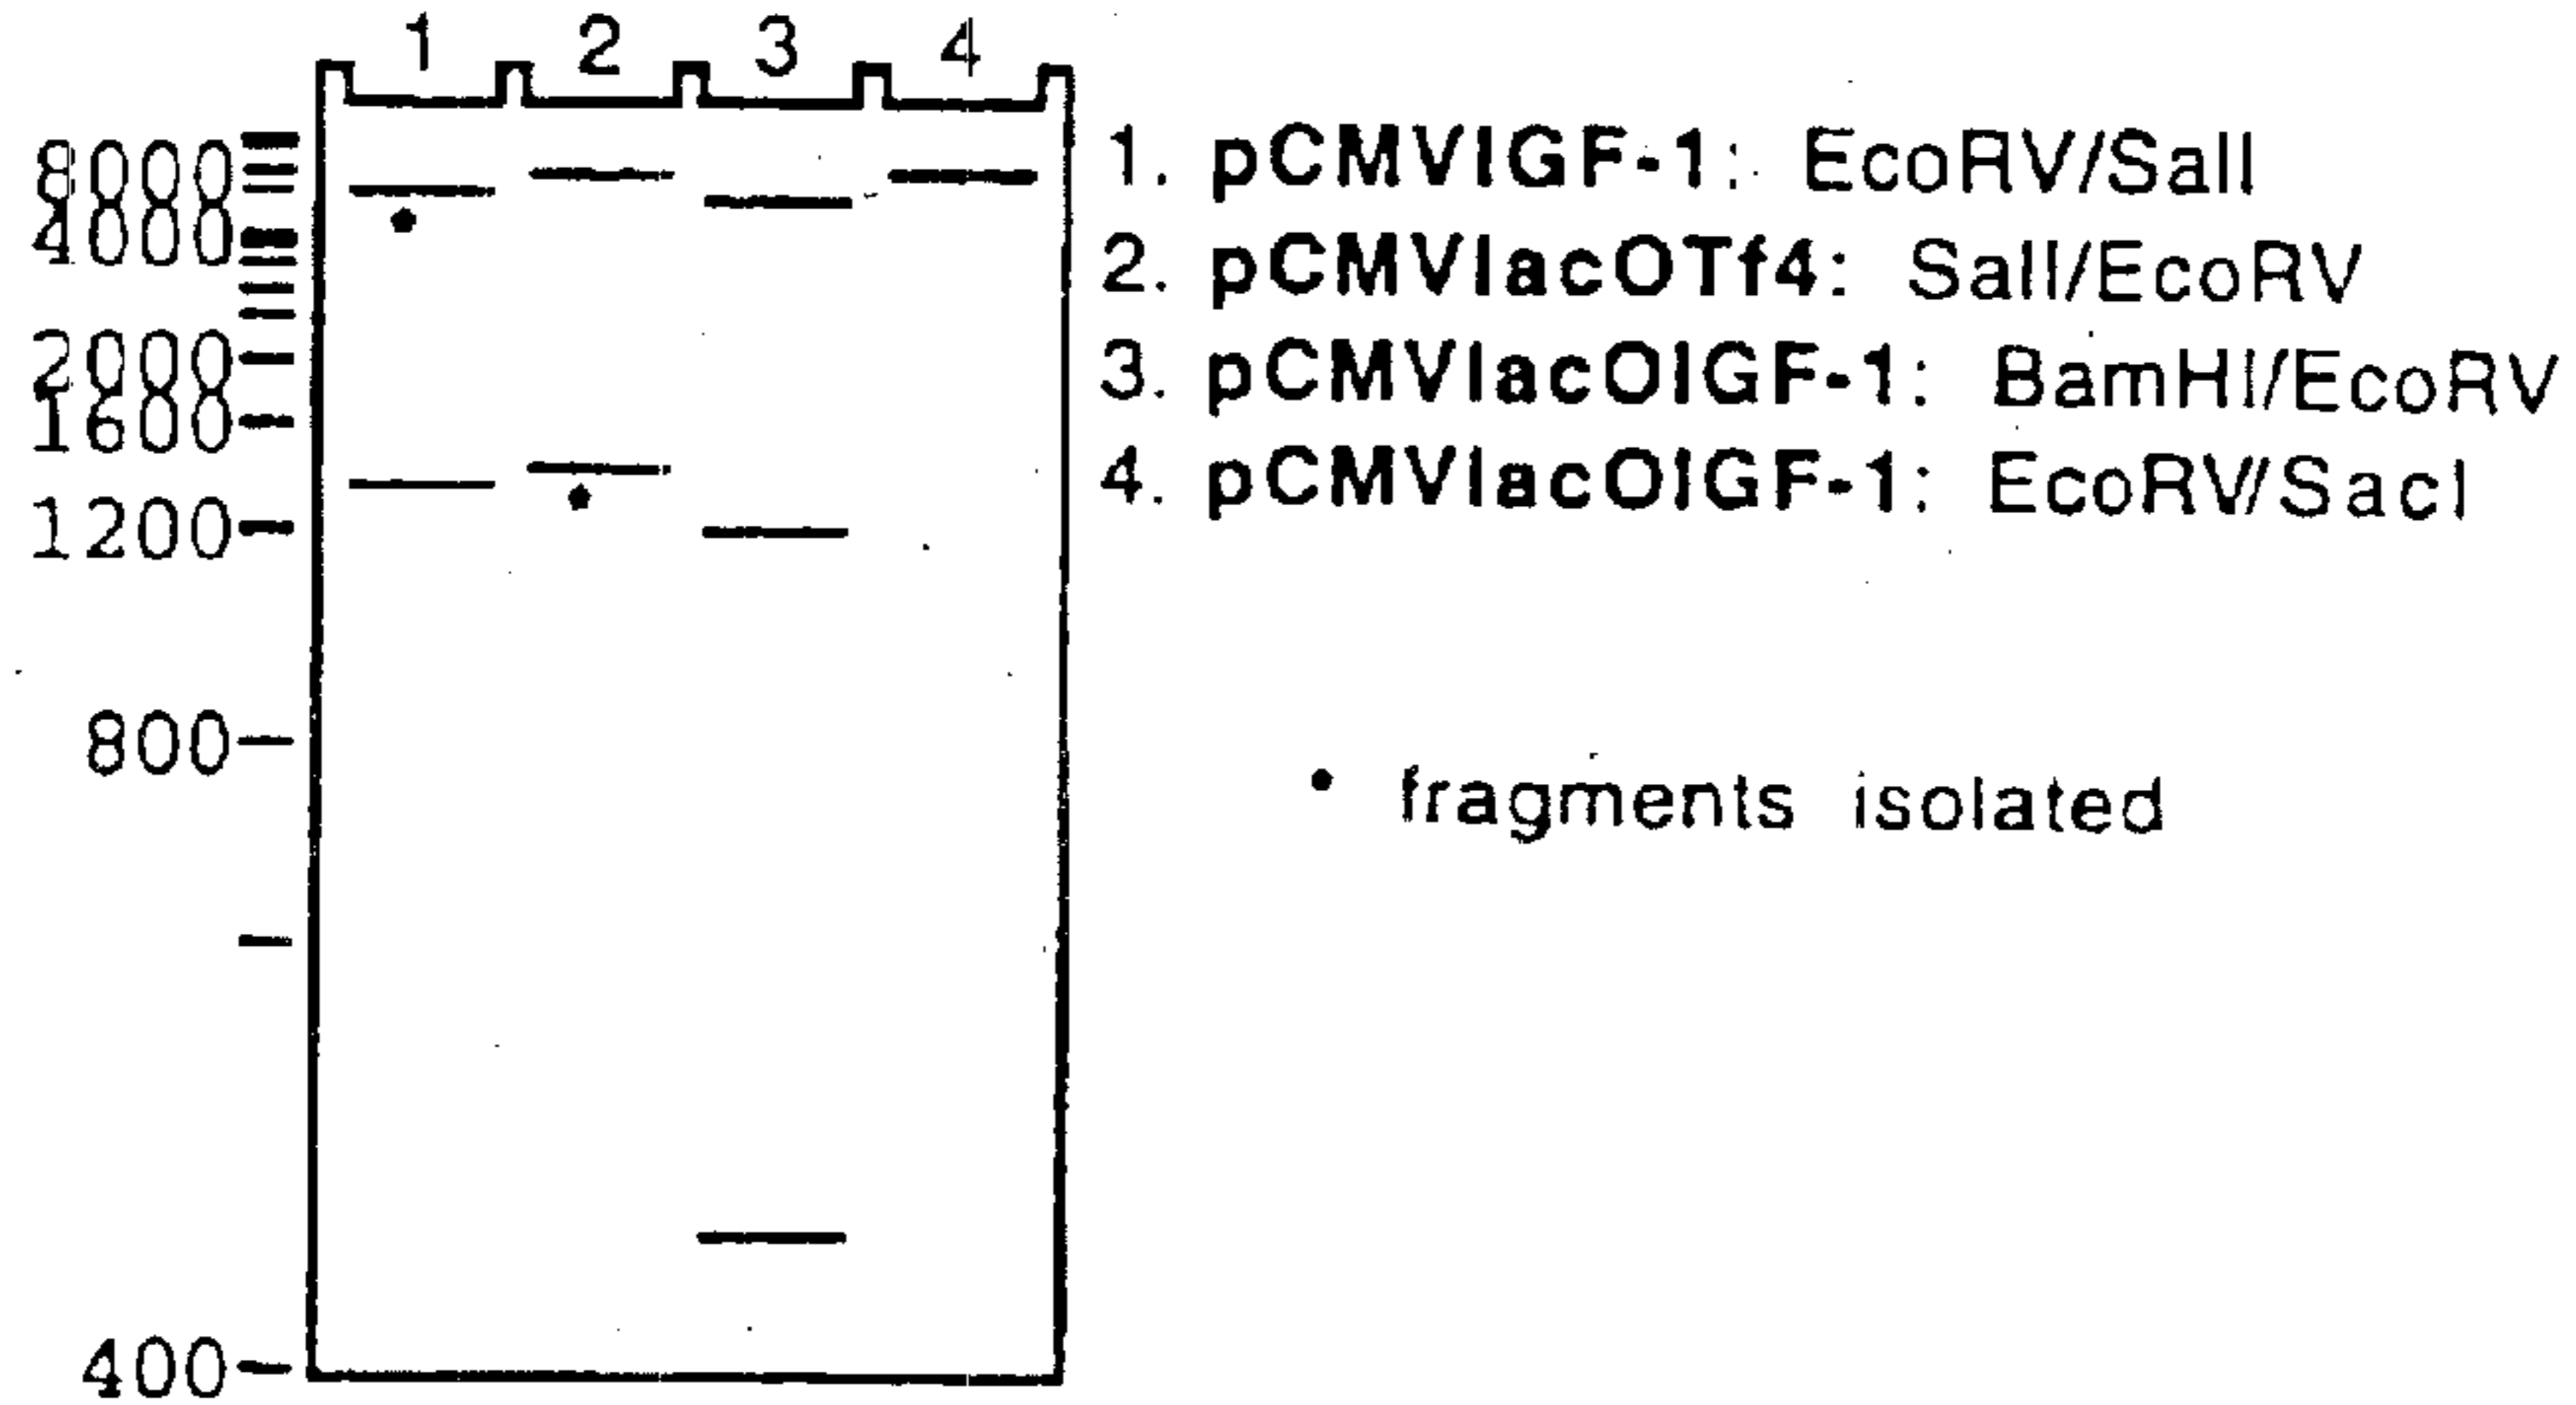 1 2 3 4
8000
4000
2000
1600
1200
800
400
1. pCMVIGF-1: EcoRV/SalI
2. pCMVlacOTf4: SalI/EcoRV
3. pCMVlacOIGF-1: BamHI/EcoRV
4. pCMVlacOIGF-1: EcoRV/SacI
• fragments isolated